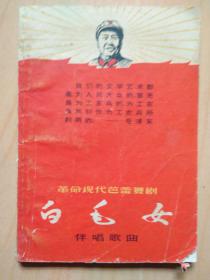 我们的文学艺术都
是为人民大众的，首先
是为工农兵的，为工农
兵而创作，为工农兵所
利用的。——毛泽东
革命现代芭蕾舞剧
白毛女
伴唱歌曲